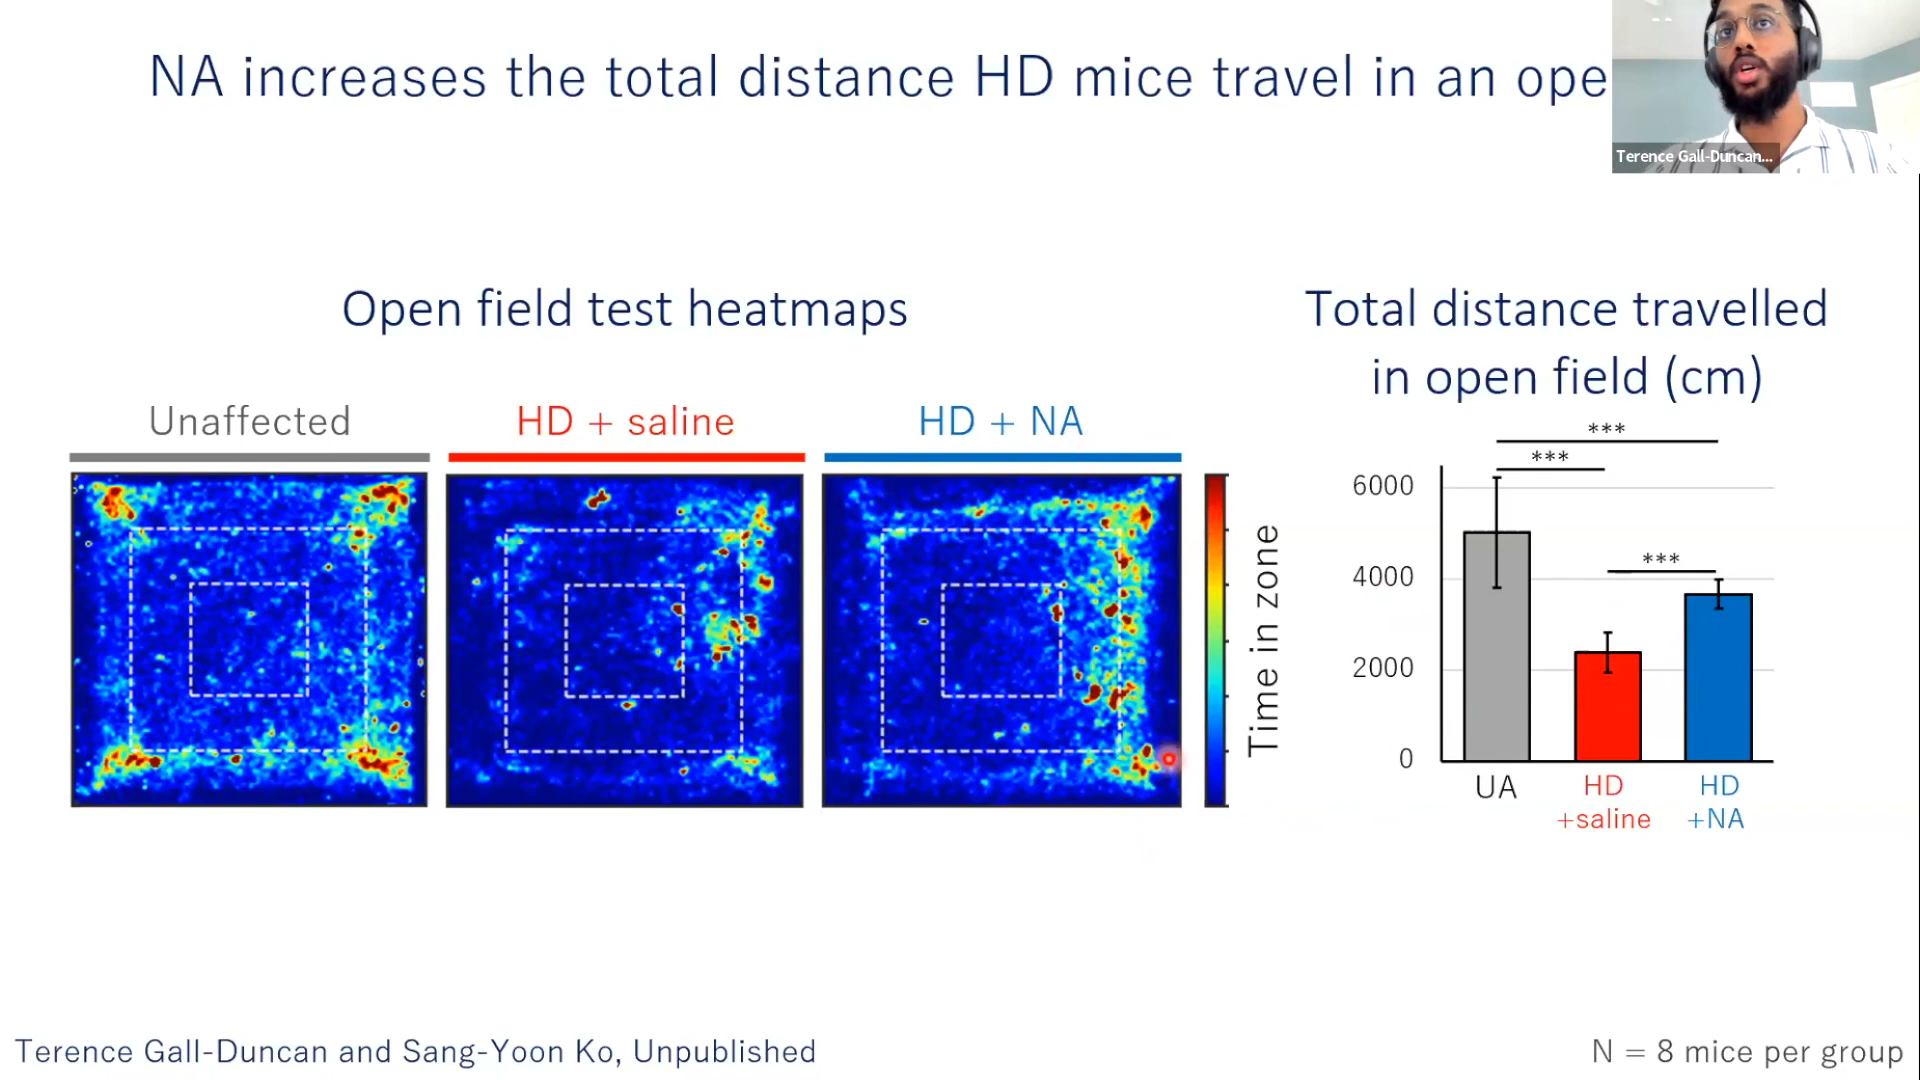 NA increases the total distance HD mice travel in an ope
Terence Gall-Duncan...
Open field test heatmaps
Total distance travelled
in open field (cm)
Unaffected
HD + saline
HD + NA
Time in zone
***
***
***
6000
4000
2000
0
UA
HD
+saline
HD
+NA
Terence Gall-Duncan and Sang-Yoon Ko, Unpublished
N = 8 mice per group